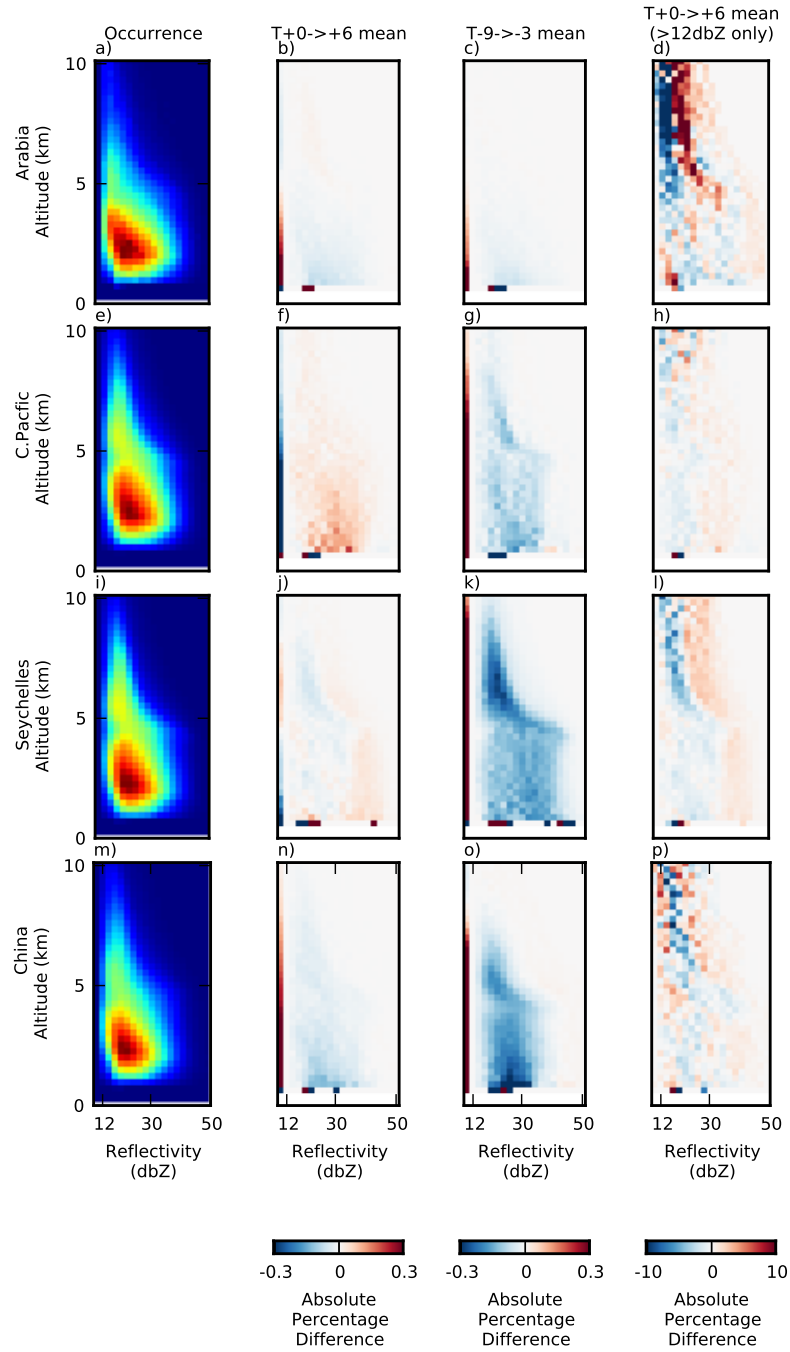 Occurrence
T+0->+6 mean
T-9->-3 mean
T+0->+6 mean
(>12dbZ only)
a)
b)
c)
d)
Arabia
Altitude (km)
10
5
0
e)
f)
g)
h)
C.Pacfic
Altitude (km)
10
5
0
i)
j)
k)
l)
Seychelles
Altitude (km)
10
5
0
m)
n)
o)
p)
China
Altitude (km)
10
5
0
12 30 50
12 30 50
12 30 50
12 30 50
Reflectivity
(dbZ)
Reflectivity
(dbZ)
Reflectivity
(dbZ)
Reflectivity
(dbZ)
-0.3 0 0.3
-0.3 0 0.3
-10 0 10
Absolute
Percentage
Difference
Absolute
Percentage
Difference
Absolute
Percentage
Difference